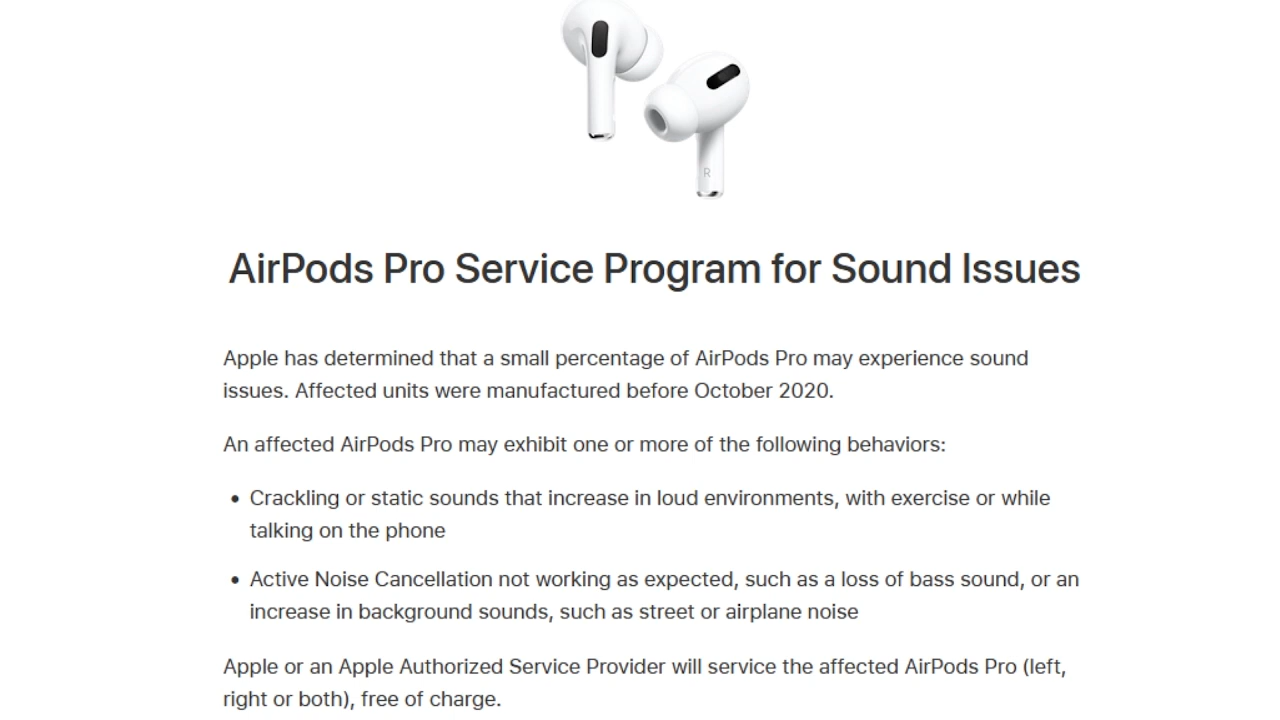 R
AirPods Pro Service Program for Sound Issues
Apple has determined that a small percentage of AirPods Pro may experience sound
issues. Affected units were manufactured before October 2020.
An affected AirPods Pro may exhibit one or more of the following behaviors:
• Crackling or static sounds that increase in loud environments, with exercise or while
talking on the phone
• Active Noise Cancellation not working as expected, such as a loss of bass sound, or an
increase in background sounds, such as street or airplane noise
Apple or an Apple Authorized Service Provider will service the affected AirPods Pro (left,
right or both), free of charge.